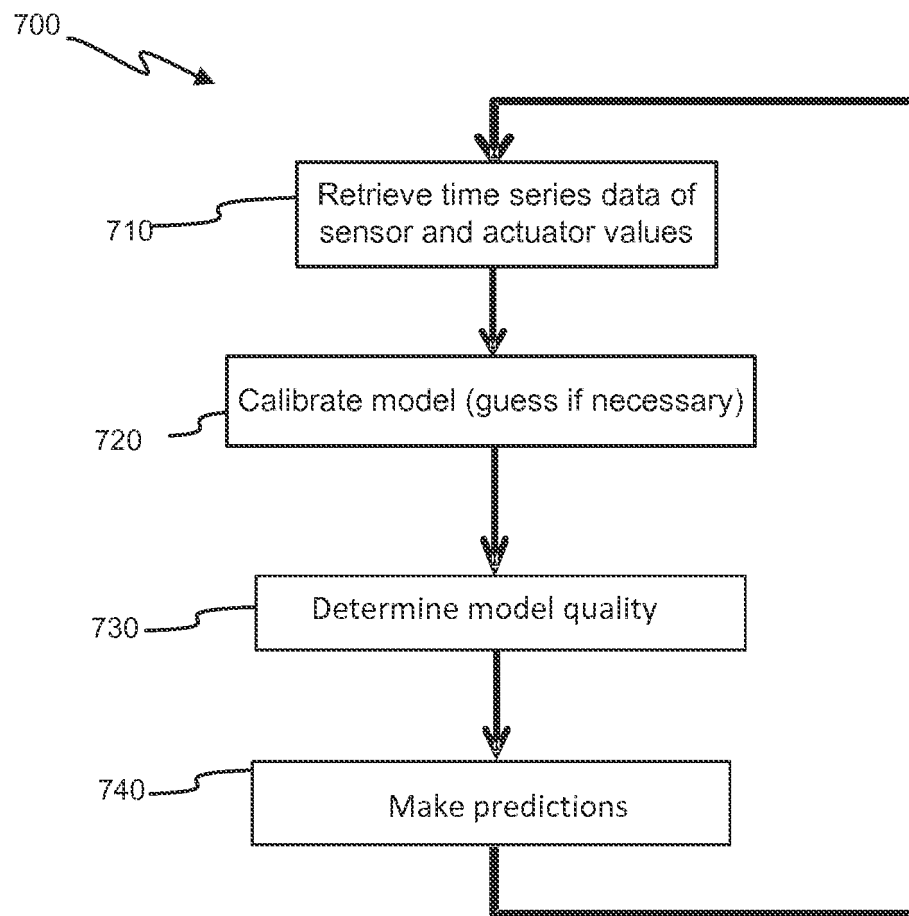 700
710
Retrieve time series data of
sensor and actuator values
720
Calibrate model (guess if necessary)
730
Determine model quality
740
Make predictions